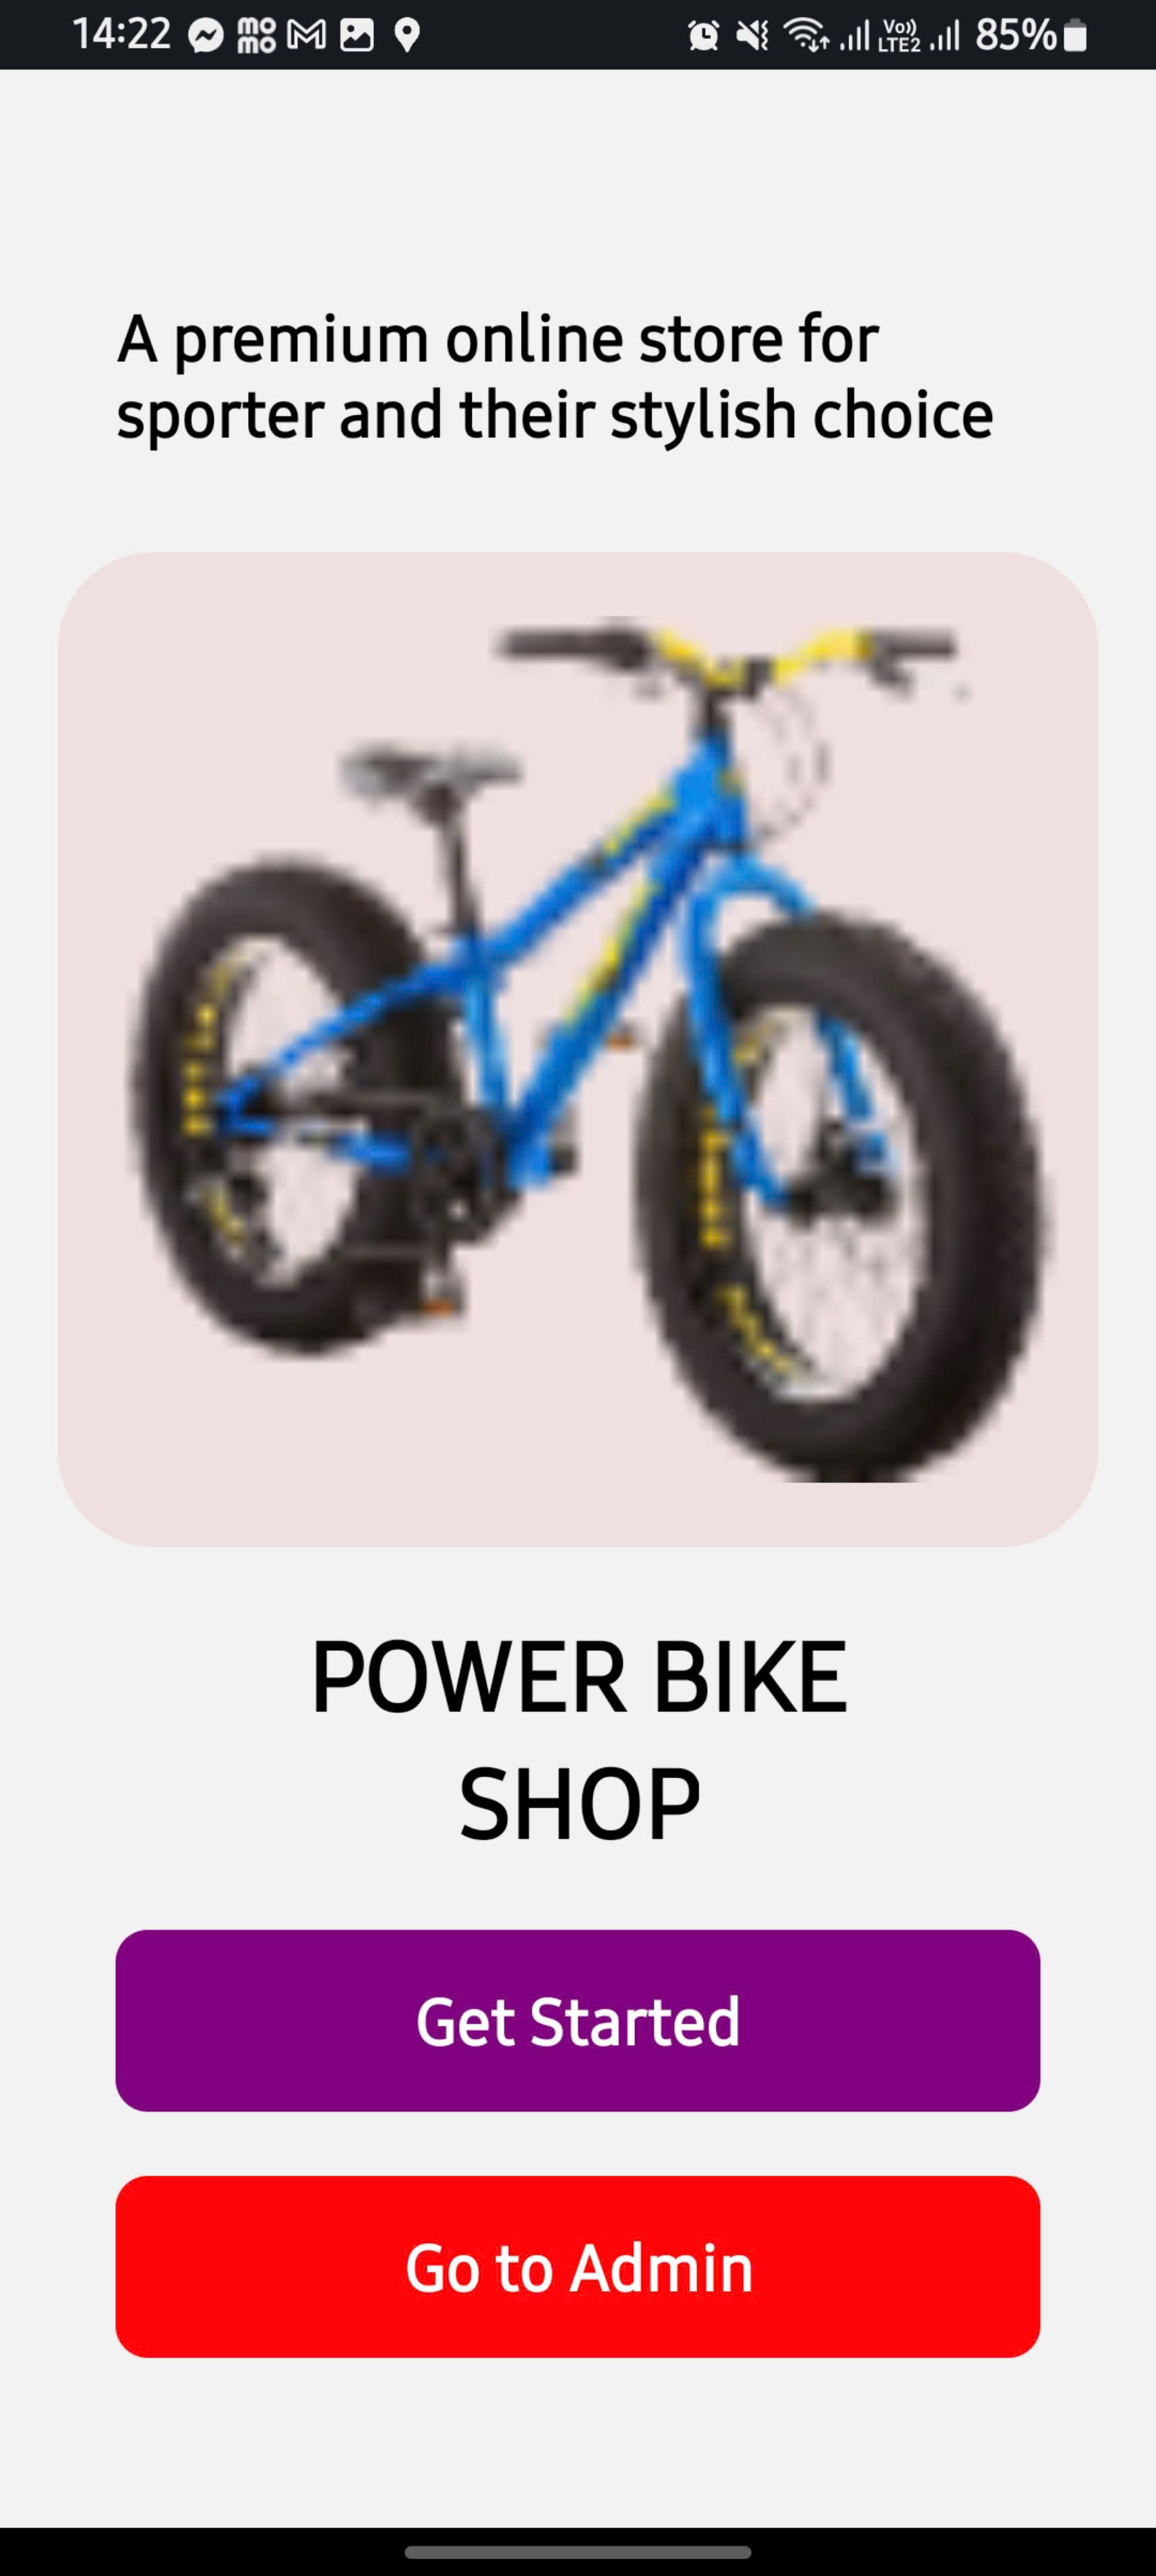 14:22 mo mo 85%
Vo)) LTE2
A premium online store for
sporter and their stylish choice
POWER BIKE
SHOP
Get Started
Go to Admin